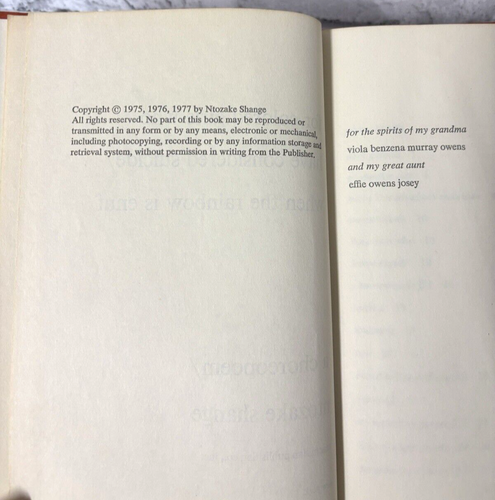 Copyright © 1975, 1976, 1977 by Ntozake Shange
All rights reserved. No part of this book may be reproduced or
transmitted in any form or by any means, electronic or mechanical,
including photocopying, recording or by any information storage and
retrieval system, without permission in writing from the Publisher.
for the spirits of my grandma
viola benzena murray owens
and my great aunt
effie owens josey